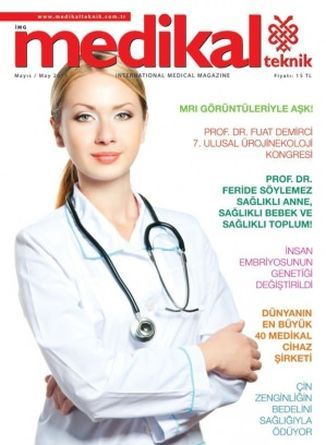 www.medikalteknik.com.tr
İMG
medikal
teknik
Mayıs / May
INTERNATIONAL MEDICAL MAGAZINE
Fiyatı: 15 TL
MRI GÖRÜNTÜLERİYLE AŞK!
PROF. DR. FUAT DEMİRCİ
7. ULUSAL ÜROJİNEKOLOJİ
KONGRESİ
PROF. DR.
FERİDE SÖYLEMEZ
SAĞLIKLI ANNE,
SAĞLIKLI BEBEK VE
SAĞLIKLI TOPLUM!
İNSAN
EMBRİYOSUNUN
GENETİĞİ
DEĞİŞTİRİLDİ
DÜNYANIN
EN BÜYÜK
40 MEDİKAL
CİHAZ
ŞİRKETİ
ÇİN
ZENGİNLİĞİN
BEDELİNİ
SAĞLIĞIYLA
ÖDÜYOR